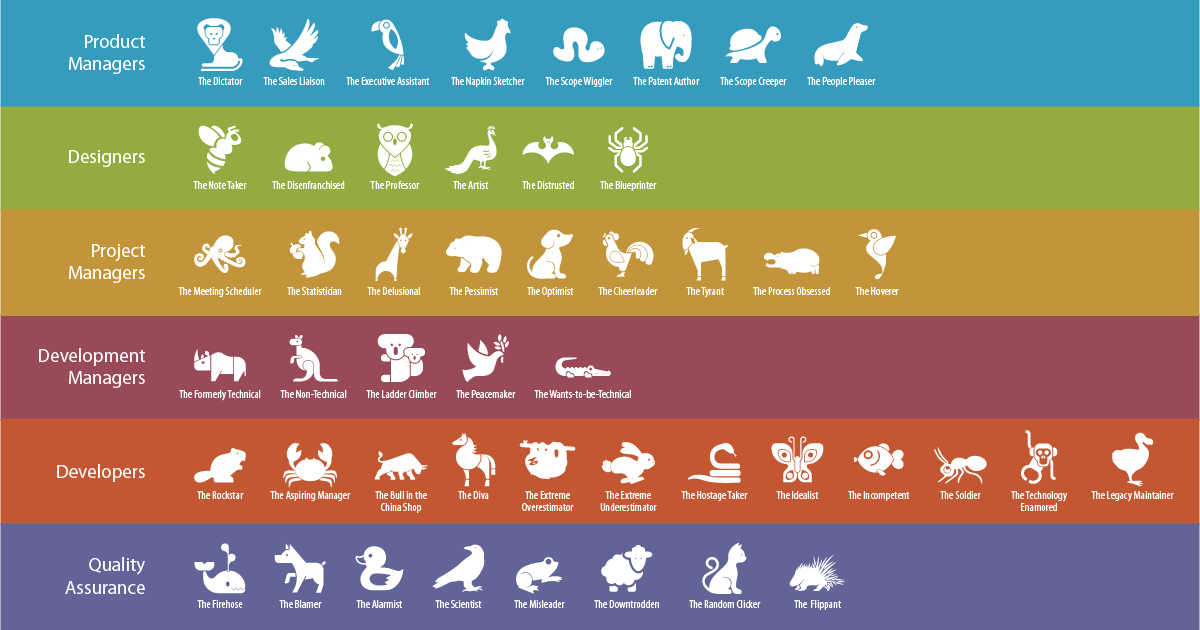 Product
Managers
The Dictator
The Sales Liaison
The Executive Assistant
The Napkin Sketcher
The Scope Wiggler
The Patent Author
The Scope Creeper
The People Pleaser
Designers
The Note Taker
The Disenfranchised
The Professor
The Artist
The Distrusted
The Blueprinter
Project
Managers
The Meeting Scheduler
The Statistician
The Delusional
The Pessimist
The Optimist
The Cheerleader
The Tyrant
The Process Obsessed
The Hoverer
Development
Managers
The Formerly Technical
The Non-Technical
The Ladder Climber
The Peacemaker
The Wants-to-be-Technical
Developers
The Rockstar
The Aspiring Manager
The Bull in the
China Shop
The Diva
The Extreme
Overestimator
The Extreme
Underestimator
The Hostage Taker
The Idealist
The Incompetent
The Soldier
The Technology
Enamored
The Legacy Maintainer
Quality
Assurance
The Firehose
The Blamer
The Alarmist
The Scientist
The Misleader
The Downtrodden
The Random Clicker
The Flippant